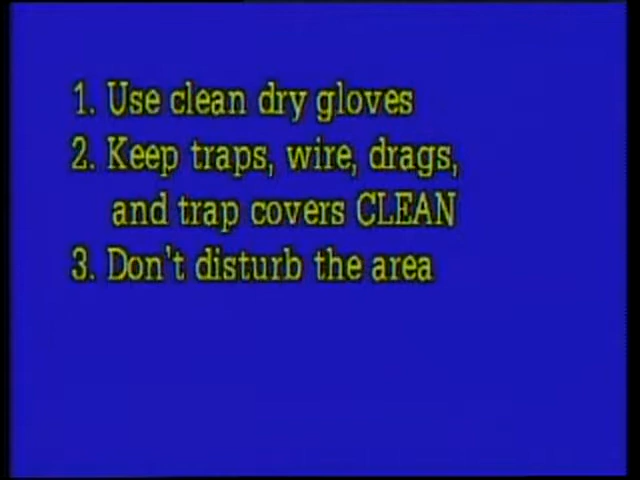 1. Use clean dry gloves
2. Keep traps, wire, drags,
and trap covers CLEAN
3. Don't disturb the area